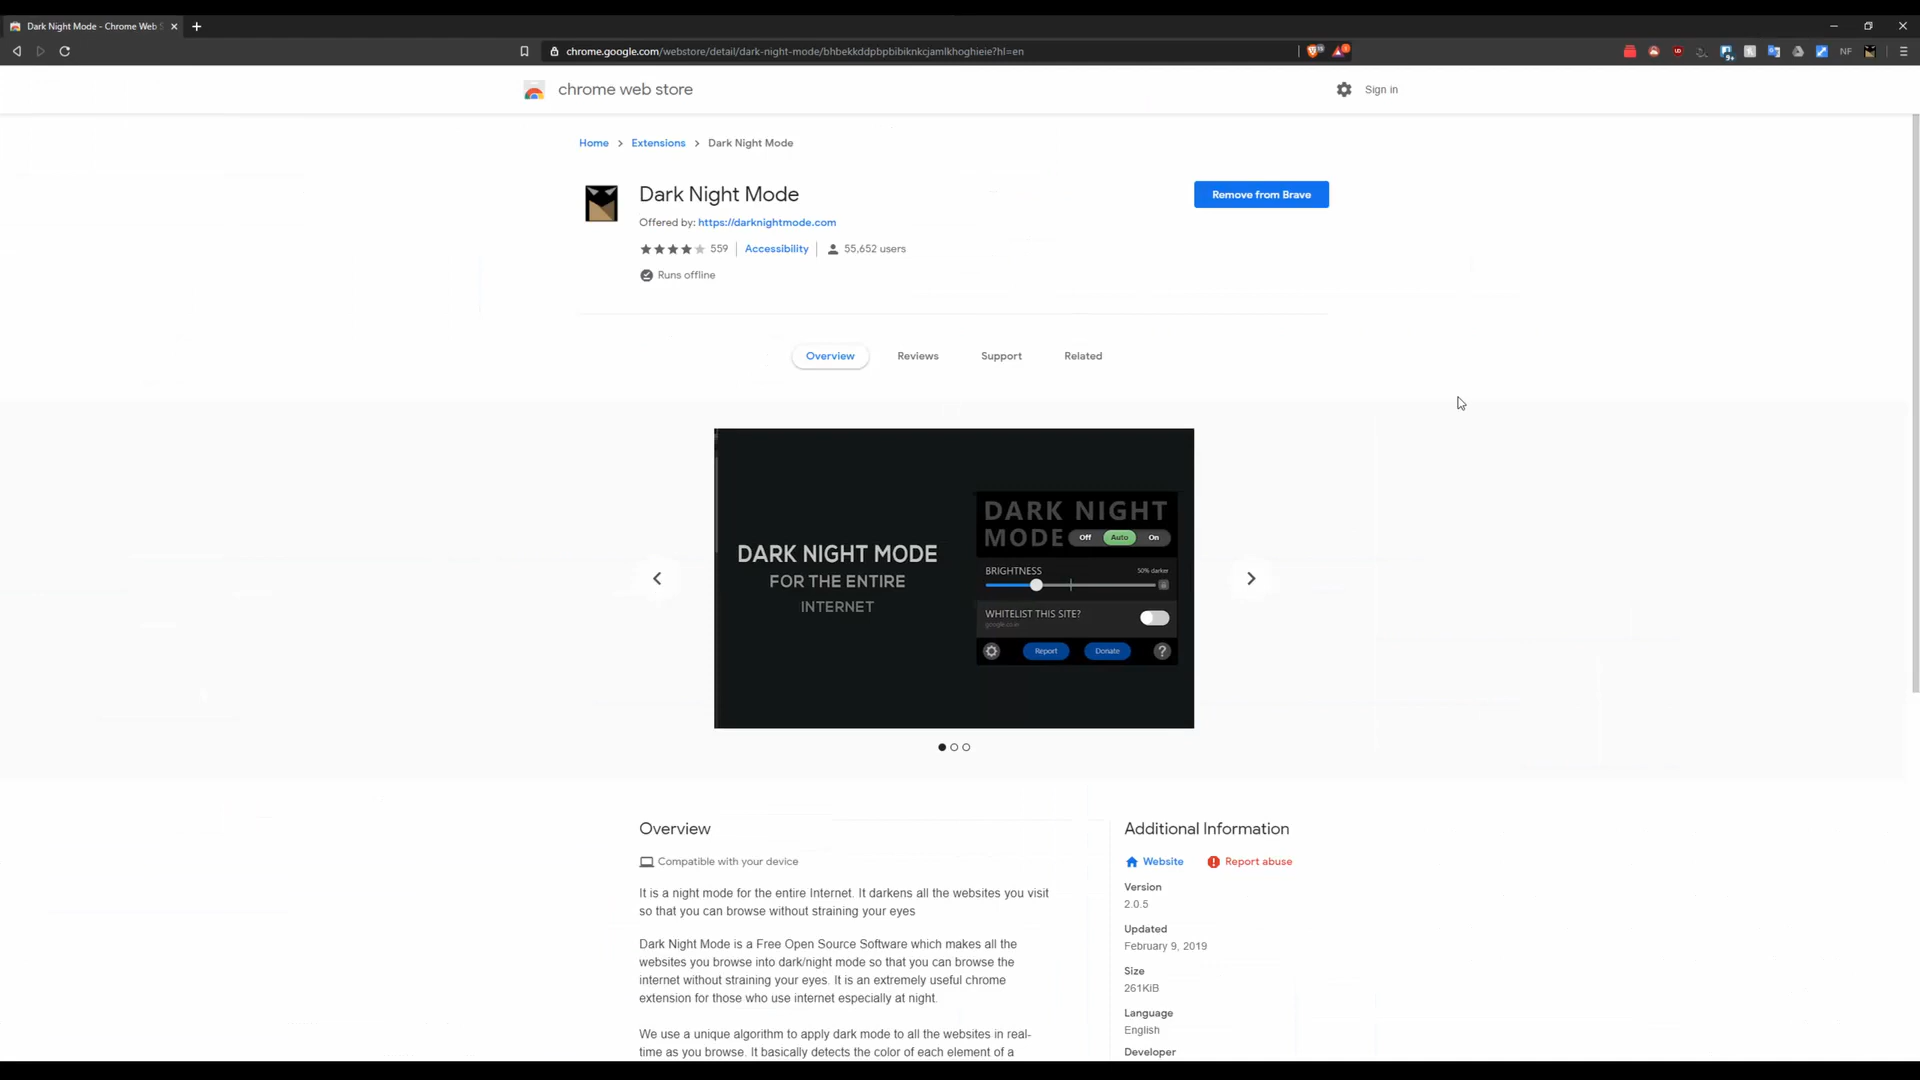 Dark Night Mode - Chrome Web S
chrome.google.com/webstore/detail/dark-night-mode/bhbekkddpbpbibiknkcjamlkhoghieie?hl=en
NF
chrome web store
Sign in
Home > Extensions > Dark Night Mode
Dark Night Mode
Remove from Brave
Offered by: https://darknightmode.com
559
Accessibility
55,652 users
Runs offline
Overview
Reviews
Support
Related
DARK NIGHT MODE
FOR THE ENTIRE
INTERNET
DARK NIGHT
MODE
Off
Auto
On
BRIGHTNESS
50% darker
WHITELIST THIS SITE?
Report
Donate
?
Overview
Compatible with your device
It is a night mode for the entire Internet. It darkens all the websites you visit
so that you can browse without straining your eyes
Dark Night Mode is a Free Open Source Software which makes all the
websites you browse into dark/night mode so that you can browse the
internet without straining your eyes. It is an extremely useful chrome
extension for those who use internet especially at night.
We use a unique algorithm to apply dark mode to all the websites in real-
time as you browse. It basically detects the color of each element of a
Additional Information
Website
Report abuse
Version
2.0.5
Updated
February 9, 2019
Size
261KiB
Language
English
Developer